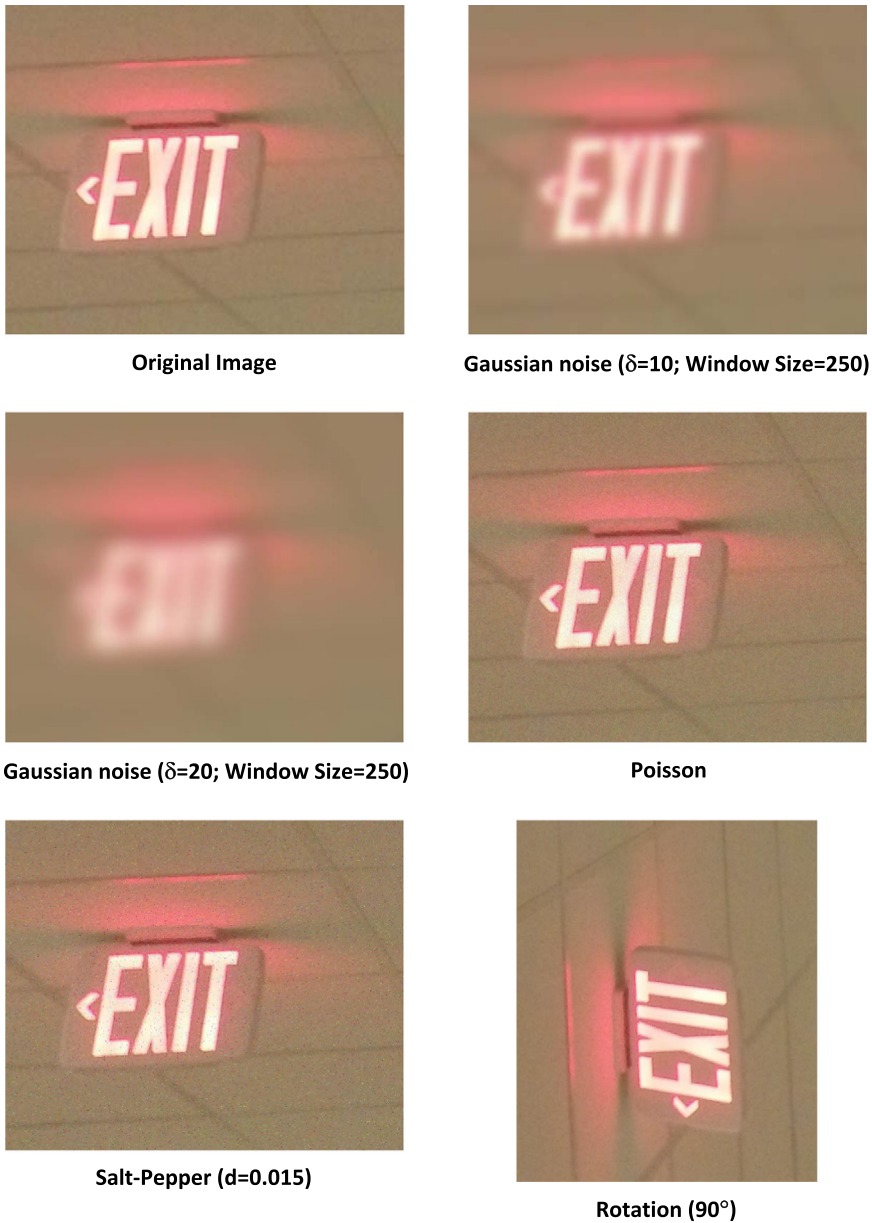 <EXIT
Original Image
<EXIT
Gaussian noise (δ=10; Window Size=250)
EXIT
Gaussian noise (δ=20; Window Size=250)
<EXIT
Poisson
<EXIT
Salt-Pepper (d=0.015)
<EXIT
Rotation (90°)